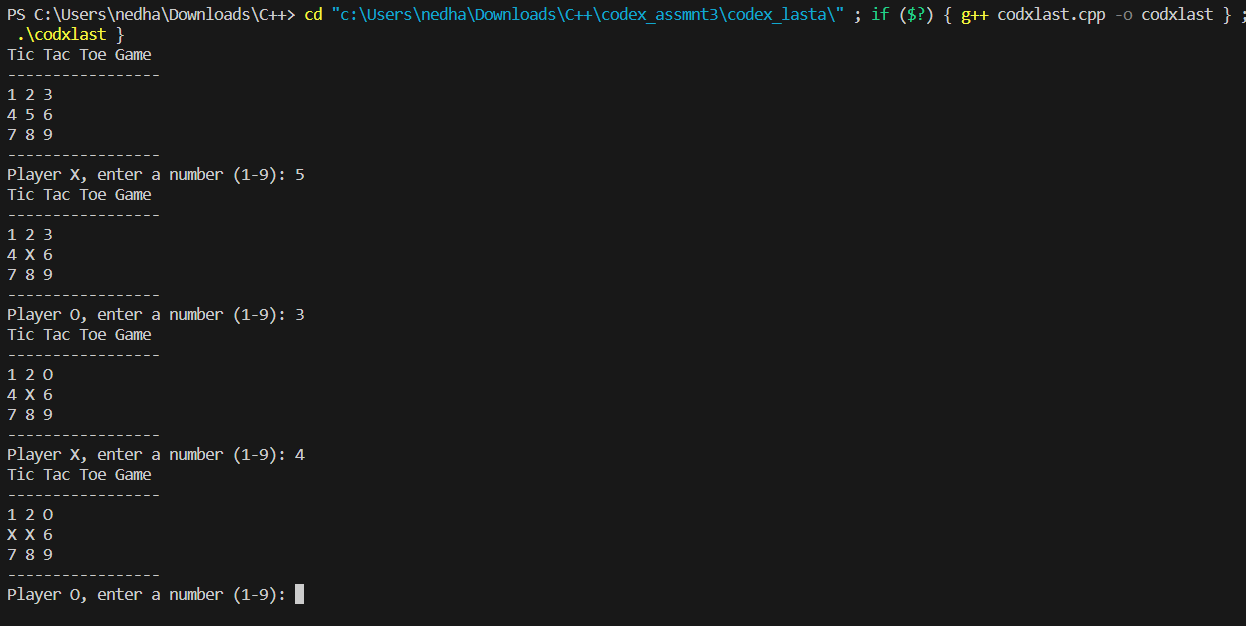 PS C:\Users\nedha\Downloads\C++> cd "c:\Users\nedha\Downloads\C++\codex_assmnt3\codex_lasta\" ; if ($?) { g++ codxlast.cpp -o codxlast } ;
.\codxlast }
Tic Tac Toe Game
-----------------
1 2 3
4 5 6
7 8 9
-----------------
Player X, enter a number (1-9): 5
Tic Tac Toe Game
-----------------
1 2 3
4 X 6
7 8 9
-----------------
Player O, enter a number (1-9): 3
Tic Tac Toe Game
-----------------
1 2 O
4 X 6
7 8 9
-----------------
Player X, enter a number (1-9): 4
Tic Tac Toe Game
-----------------
1 2 O
X X 6
7 8 9
-----------------
Player O, enter a number (1-9):